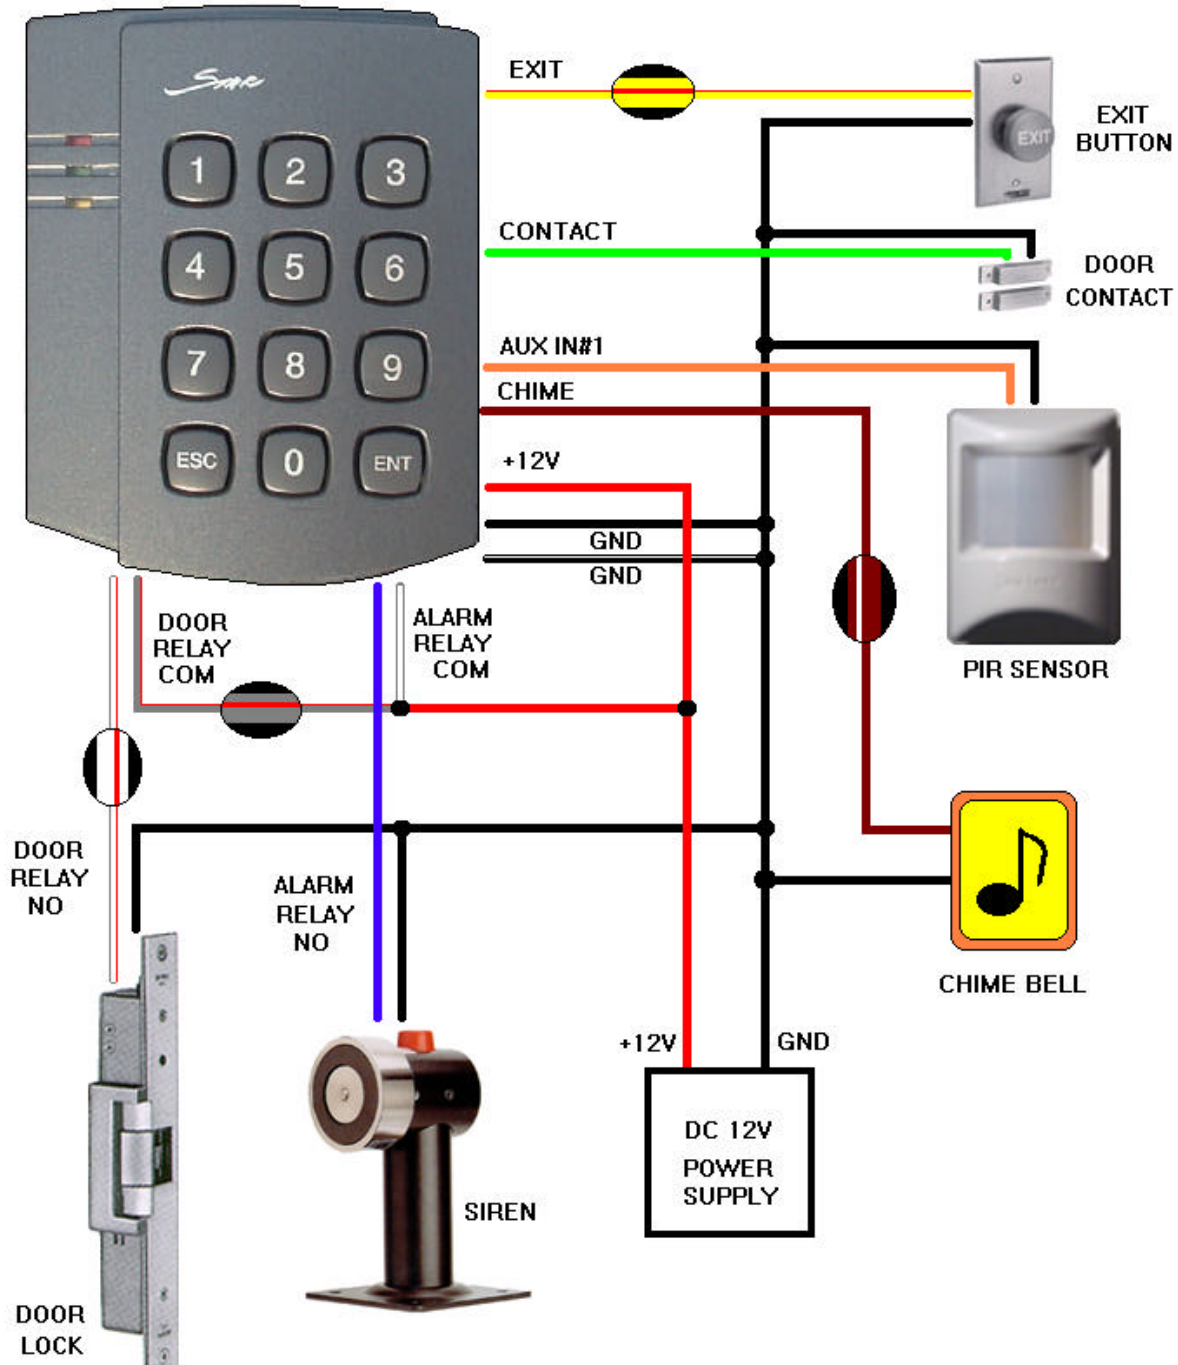 Star
EXIT
1 2 3
4 5 6
7 8 9
ESC 0 ENT
EXIT
EXIT
BUTTON
CONTACT
DOOR
CONTACT
AUX IN#1
CHIME
+12V
GND
GND
PIR SENSOR
DOOR
RELAY
COM
ALARM
RELAY
COM
DOOR
RELAY
NO
ALARM
RELAY
NO
CHIME BELL
+12V
GND
DC 12V
POWER
SUPPLY
SIREN
DOOR
LOCK